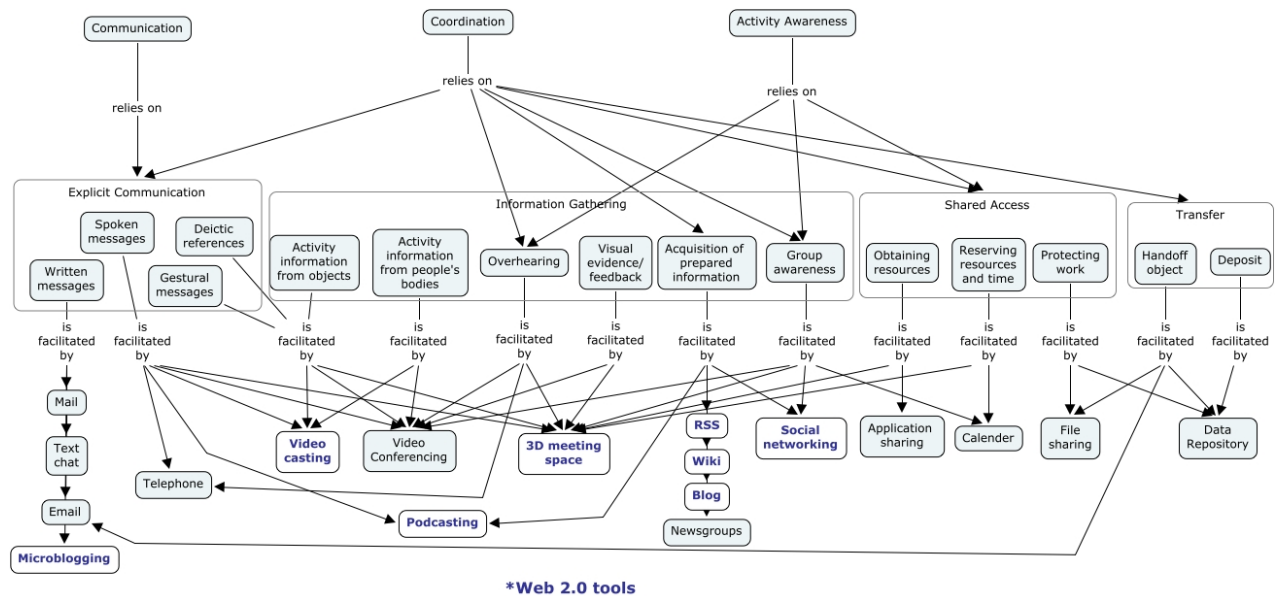 Communication
Coordination
Activity Awareness
relies on
relies on
relies on
Explicit Communication
Information Gathering
Shared Access
Transfer
Spoken
messages
Deictic
references
Written
messages
Gestural
messages
Activity
information
from objects
Activity
information
from people's
bodies
Overhearing
Visual
evidence/
feedback
Acquisition of
prepared
information
Group
awareness
Obtaining
resources
Reserving
resources
and time
Protecting
work
Handoff
object
Deposit
is
facilitated
by
is
facilitated
by
is
facilitated
by
is
facilitated
by
is
facilitated
by
is
facilitated
by
is
facilitated
by
is
facilitated
by
is
facilitated
by
is
facilitated
by
is
facilitated
by
is
facilitated
by
is
facilitated
by
Mail
Text
chat
Email
Microblogging
Telephone
Video
casting
Video
Conferencing
Podcasting
3D meeting
space
RSS
Wiki
Blog
Newsgroups
Social
networking
Application
sharing
Calender
File
sharing
Data
Repository
*Web 2.0 tools